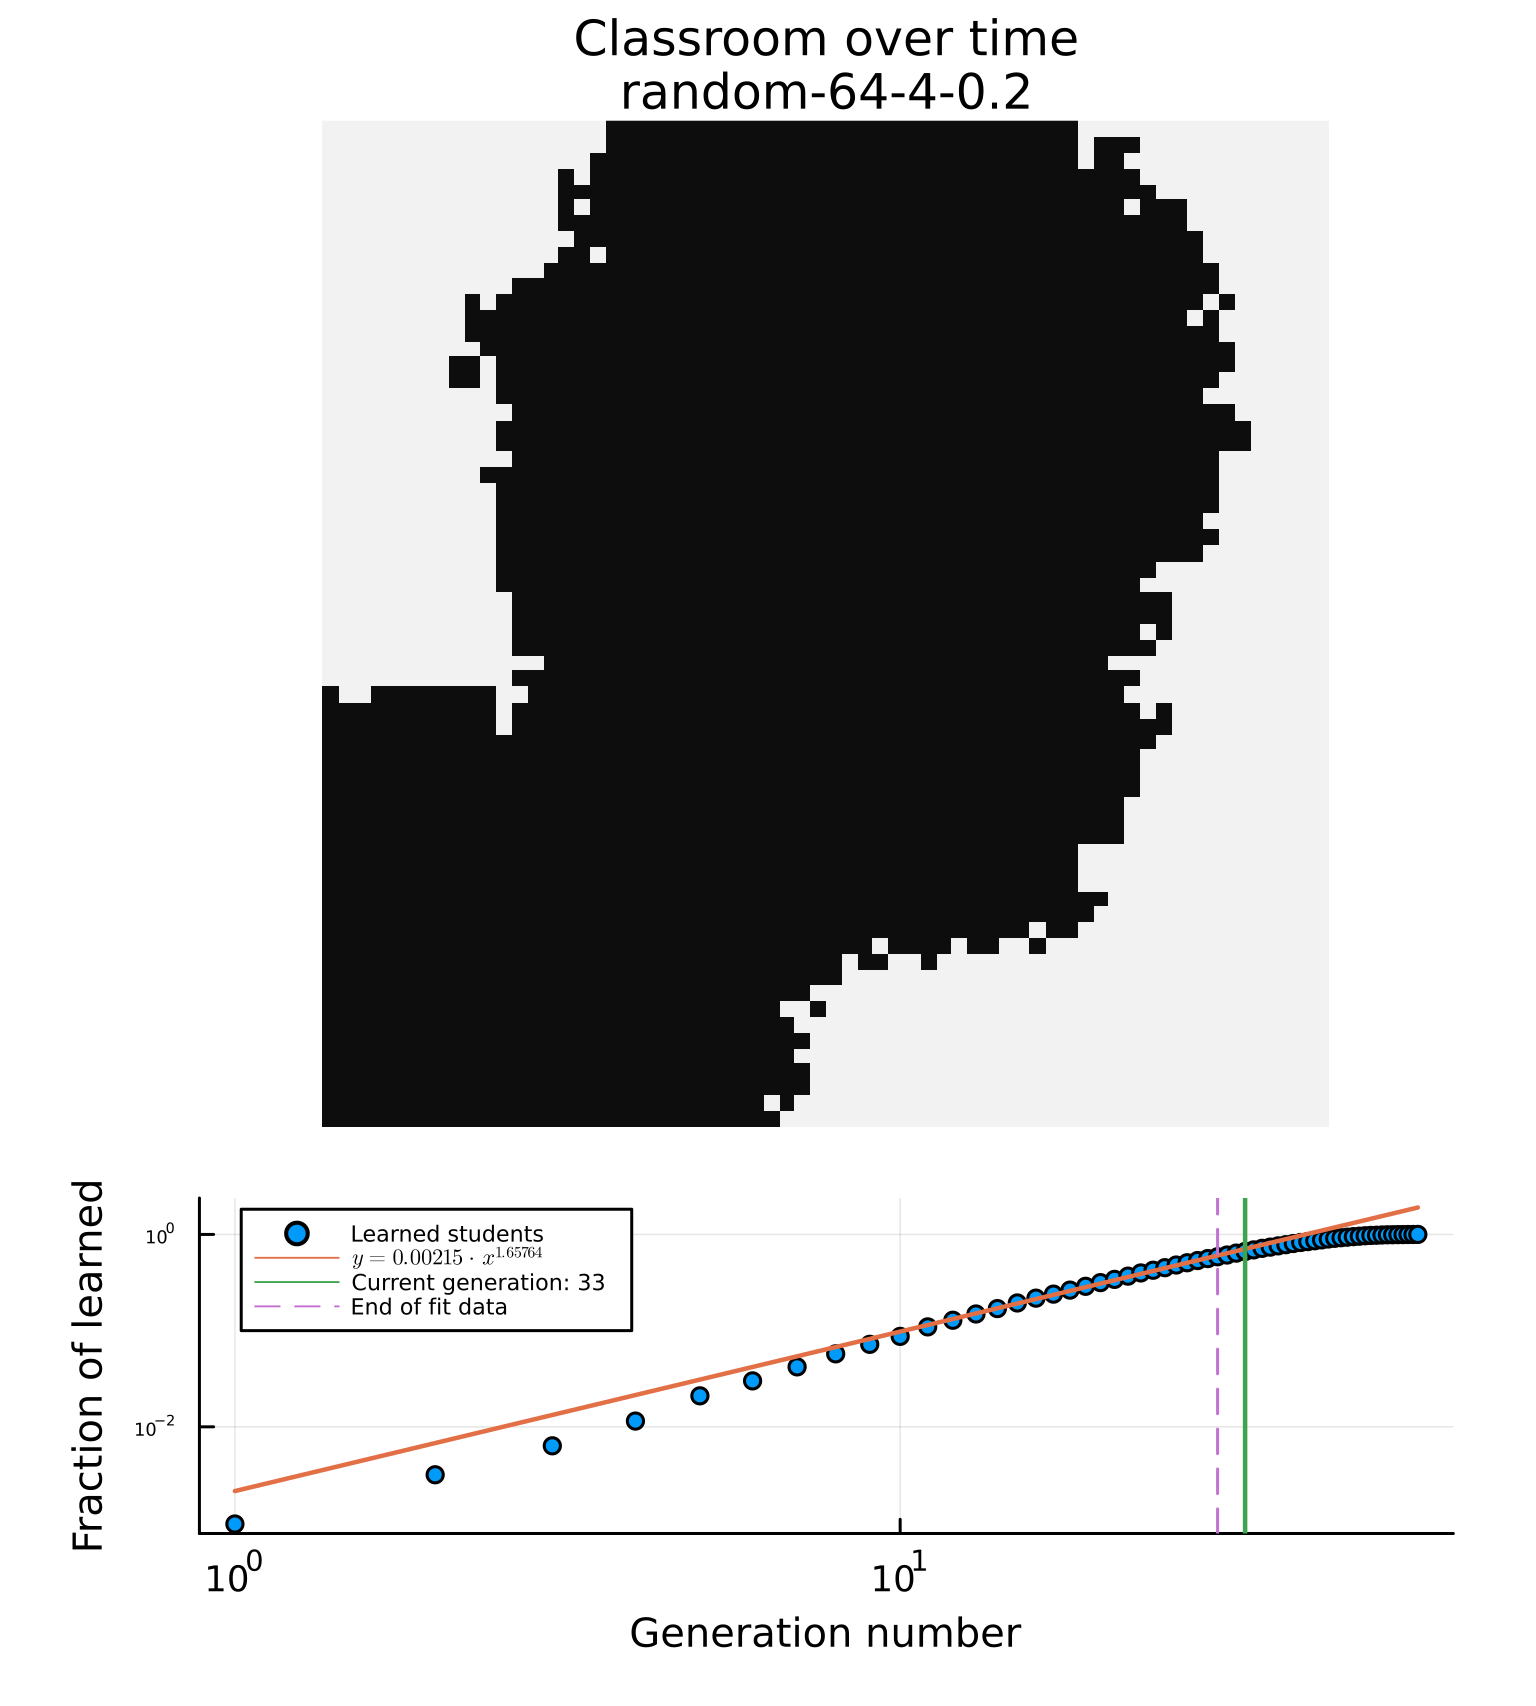 Classroom over time
random-64-4-0.2
Fraction of learned
10^0
10^-2
Learned students
y = 0.00215 · x^1.65764
Current generation: 33
End of fit data
10^0
10^1
Generation number